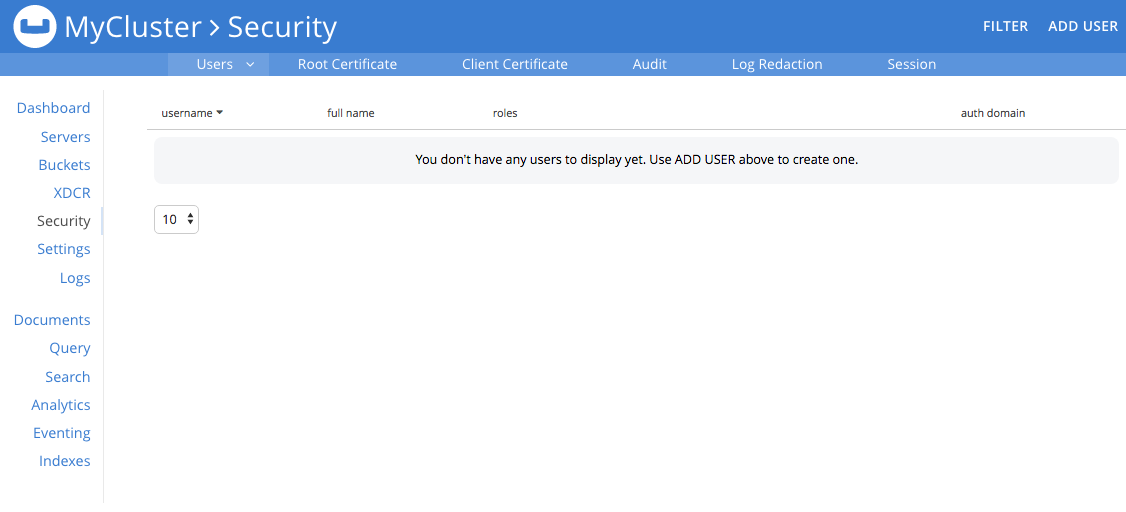 MyCluster > Security
FILTER ADD USER
Users Root Certificate Client Certificate Audit Log Redaction Session
Dashboard
Servers
Buckets
XDCR
Security
Settings
Logs
Documents
Query
Search
Analytics
Eventing
Indexes
username full name roles auth domain
You don't have any users to display yet. Use ADD USER above to create one.
10